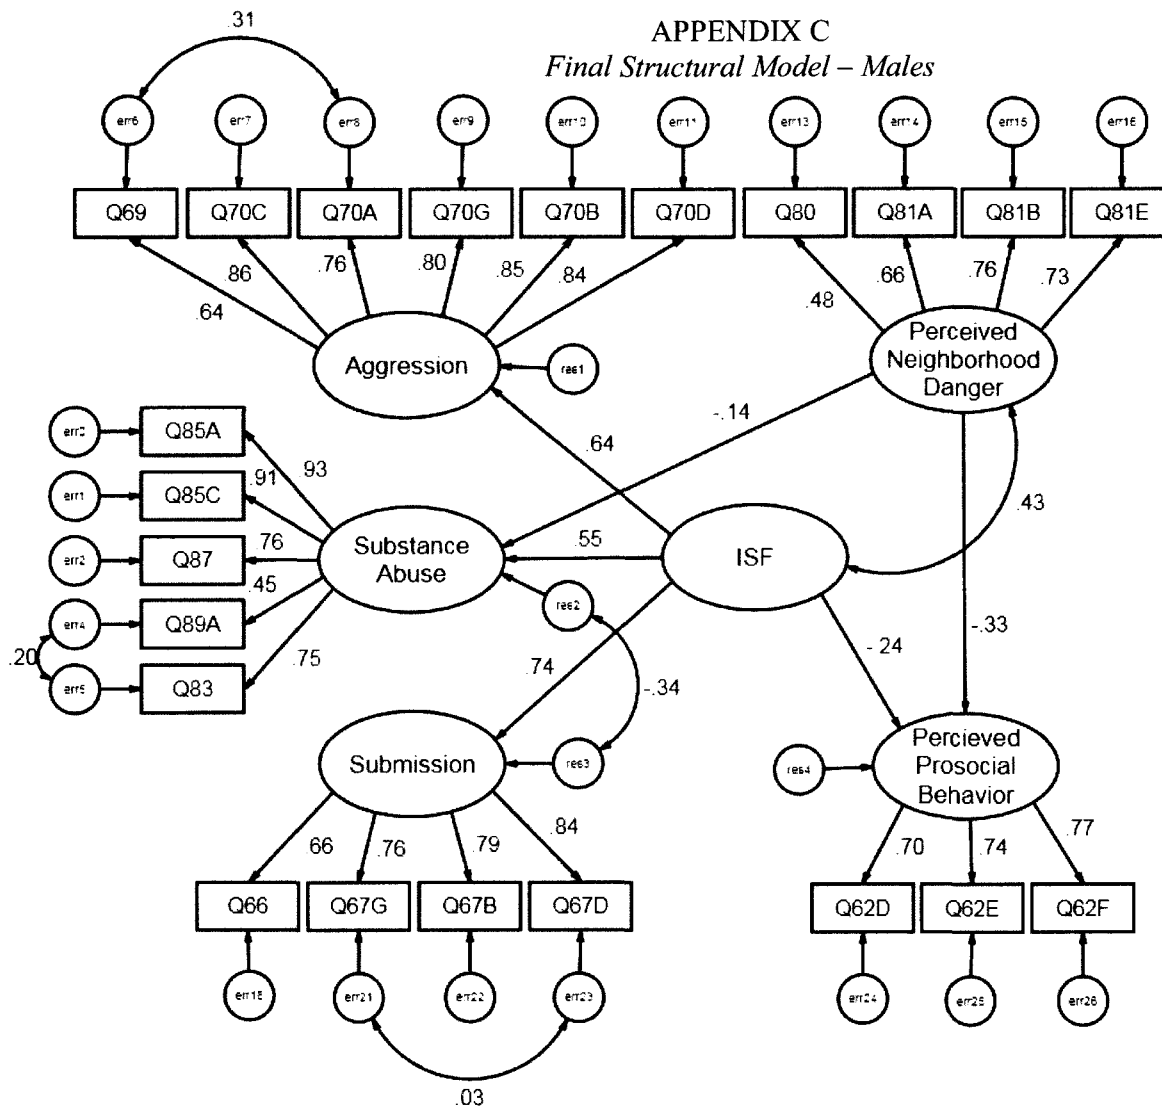 .31
APPENDIX C
Final Structural Model – Males
err6
err7
err8
err9
err10
err11
err13
err14
err15
err16
Q69
Q70C
Q70A
Q70G
Q70B
Q70D
Q80
Q81A
Q81B
Q81E
.64
.86
.76
.80
.85
.84
.48
.66
.76
.73
Aggression
res1
Perceived
Neighborhood
Danger
-.14
.64
.43
Q85A
err1
Q85C
err2
Q87
err4
Q89A
err5
Q83
.20
.93
.91
.76
.45
.75
Substance
Abuse
.55
ISF
res2
-.34
.74
-.24
-.33
Submission
res3
res4
Percieved
Prosocial
Behavior
66
.76
.79
.84
.70
.74
.77
Q66
Q67G
Q67B
Q67D
Q62D
Q62E
Q62F
err21
err22
err23
err24
err25
err26
.03